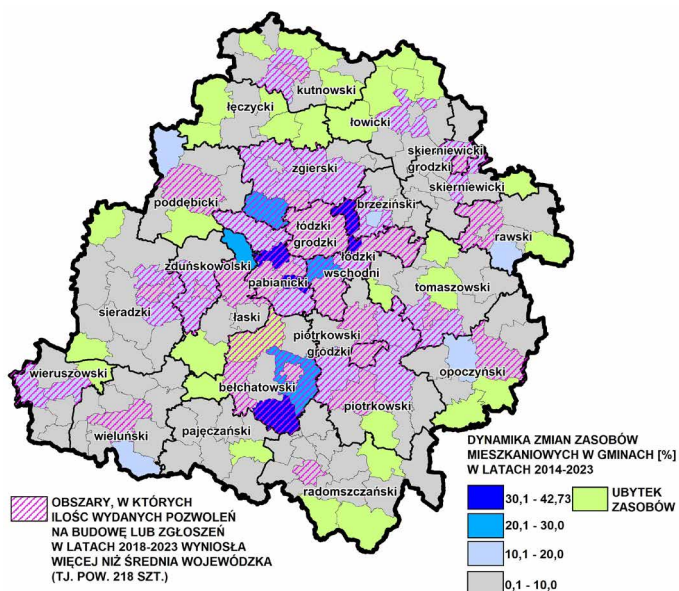 kutnowski
łęczycki
łowicki
skierniewicki
grodzki
skierniewicki
zgierski
brzeziński
poddębicki
łódzki
grodzki
rawski
łódzki
wschodni
zduńskowolski
pabianicki
tomaszowski
sieradzki
łaski
piotrkowski
grodzki
wieruszowski
bełchatowski
opoczyński
piotrkowski
wieluński
pajęczański
radomszczański
DYNAMIKA ZMIAN ZASOBÓW
MIESZKANIOWYCH W GMINACH [%]
W LATACH 2014-2023
30,1 - 42,73
UBYTEK
ZASOBÓW
20,1 - 30,0
10,1 - 20,0
0,1 - 10,0
OBSZARY, W KTÓRYCH
ILOŚĆ WYDANYCH POZWOLEŃ
NA BUDOWĘ LUB ZGŁOSZEŃ
W LATACH 2018-2023 WYNIOSŁA
WIĘCEJ NIŻ ŚREDNIA WOJEWÓDZKA
(TJ. POW. 218 SZT.)